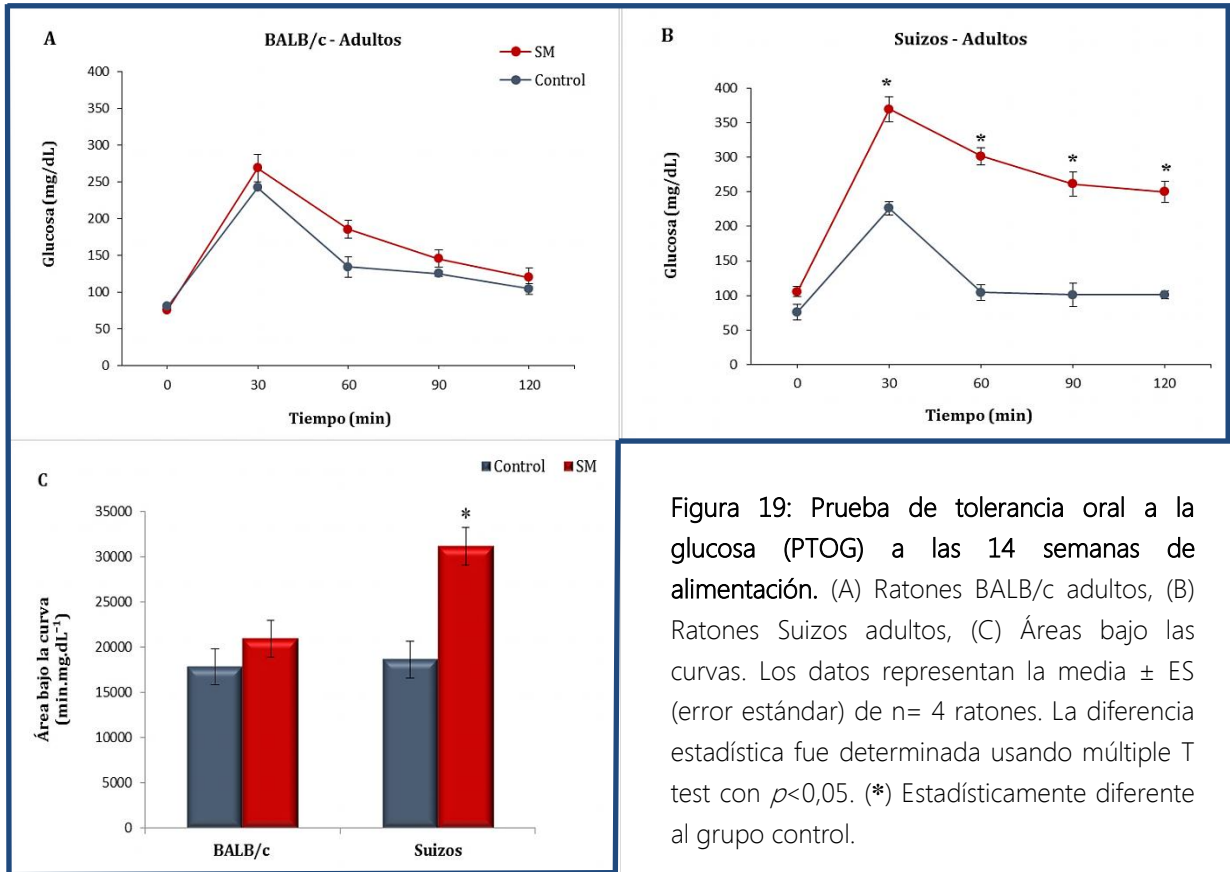 A
BALB/c - Adultos
SM
Control
Glucosa (mg/dL)
400
350
300
250
200
150
100
50
0
0 30 60 90 120
Tiempo (min)
B
Suizos - Adultos
Glucosa (mg/dL)
400
350
300
250
200
150
100
50
0
*
*
*
*
0 30 60 90 120
Tiempo (min)
C
Control SM
Área bajo la curva
(min.mg.dL⁻¹)
35000
30000
25000
20000
15000
10000
5000
0
*
BALB/c Suizos
Figura 19: Prueba de tolerancia oral a la
glucosa (PTOG) a las 14 semanas de
alimentación. (A) Ratones BALB/c adultos, (B)
Ratones Suizos adultos, (C) Áreas bajo las
curvas. Los datos representan la media ± ES
(error estándar) de n= 4 ratones. La diferencia
estadística fue determinada usando múltiple T
test con p<0,05. (*) Estadísticamente diferente
al grupo control.